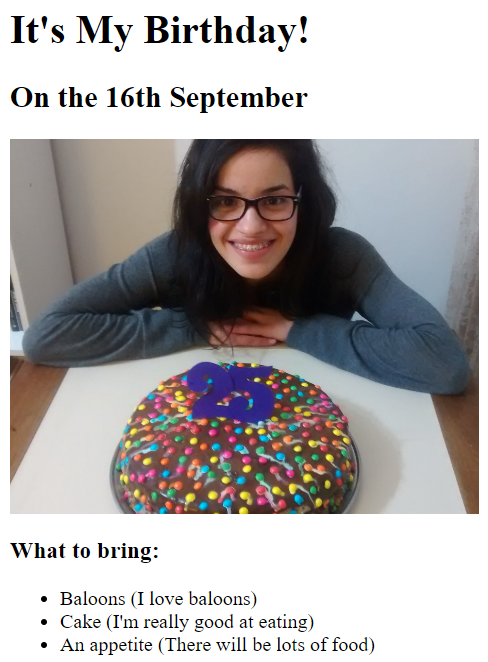 It's My Birthday!
On the 16th September
25
What to bring:
Baloons (I love baloons)
Cake (I'm really good at eating)
An appetite (There will be lots of food)